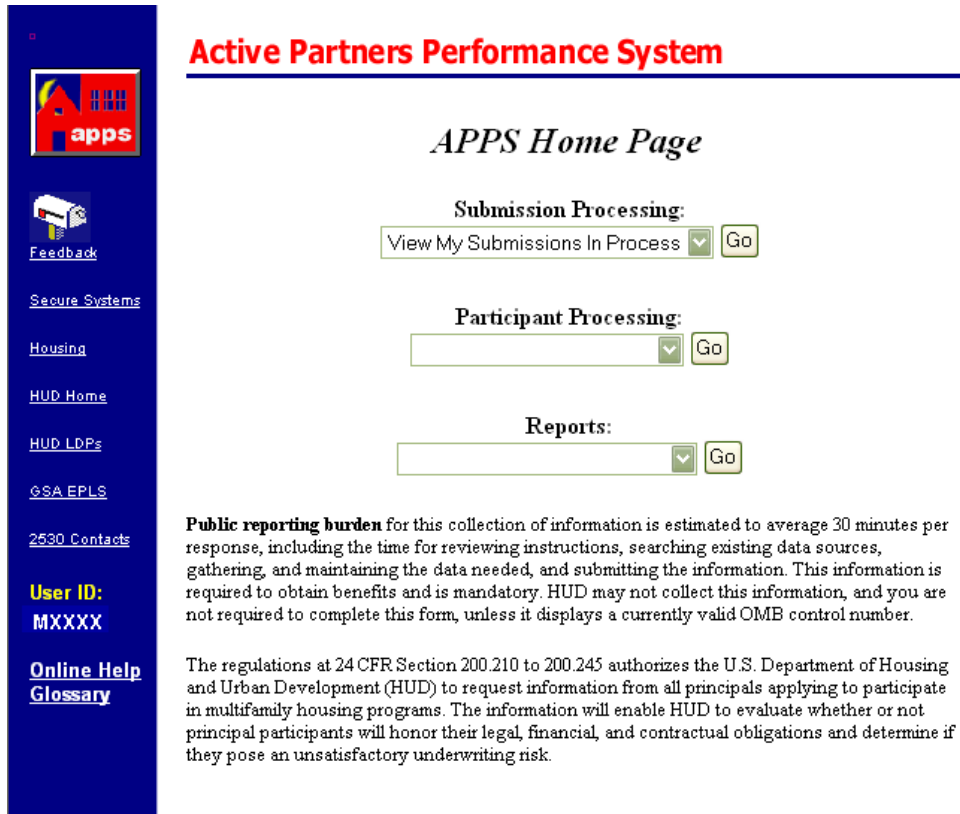 Active Partners Performance System
apps
APPS Home Page
Submission Processing:
View My Submissions In Process
Go
Participant Processing:
Go
Reports:
Go
Feedback
Secure Systems
Housing
HUD Home
HUD LDPs
GSA EPLS
2530 Contacts
User ID:
MXXXX
Online Help
Glossary
Public reporting burden for this collection of information is estimated to average 30 minutes per
response, including the time for reviewing instructions, searching existing data sources,
gathering, and maintaining the data needed, and submitting the information. This information is
required to obtain benefits and is mandatory. HUD may not collect this information, and you are
not required to complete this form, unless it displays a currently valid OMB control number.
The regulations at 24 CFR Section 200.210 to 200.245 authorizes the U.S. Department of Housing
and Urban Development (HUD) to request information from all principals applying to participate
in multifamily housing programs. The information will enable HUD to evaluate whether or not
principal participants will honor their legal, financial, and contractual obligations and determine if
they pose an unsatisfactory underwriting risk.